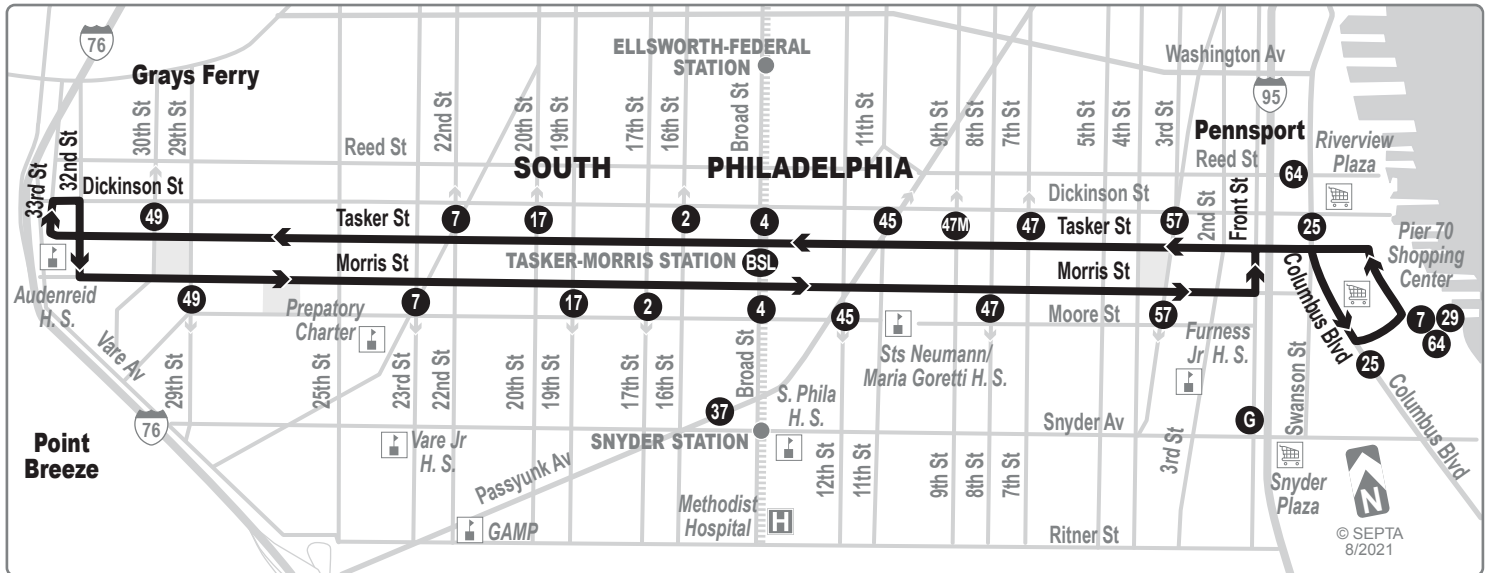 76
Grays Ferry
ELLSWORTH-FEDERAL
STATION
Washington Av
95
Pennsport
Riverview
Plaza
33rd St
32nd St
30th St
29th St
Reed St
22nd St
20th St
19th St
17th St
16th St
Broad St
11th St
9th St
8th St
7th St
5th St
4th St
3rd St
Reed St
64
SOUTH PHILADELPHIA
Dickinson St
Dickinson St
2nd St
Front St
49
Tasker St
7
17
2
4
45
47M
47
Tasker St
57
25
Pier 70
Shopping
Center
Morris St
TASKER-MORRIS STATION
BSL
Morris St
Columbus Blvd
Audenreid
H. S.
49
Prepatory
Charter
7
17
2
4
45
47
Moore St
57
7
29
64
Sts Neumann/
Maria Goretti H. S.
Furness
Jr H. S.
25
Vare Av
29th St
25th St
23rd St
22nd St
20th St
19th St
17th St
16th St
Broad St
37
S. Phila
H. S.
Swanson St
Columbus Blvd
76
Point
Breeze
Vare Jr
H. S.
SNYDER STATION
Snyder Av
G
3rd St
Passyunk Av
12th St
11th St
9th St
8th St
7th St
Snyder
Plaza
N
GAMP
Methodist
Hospital
H
Ritner St
© SEPTA
8/2021